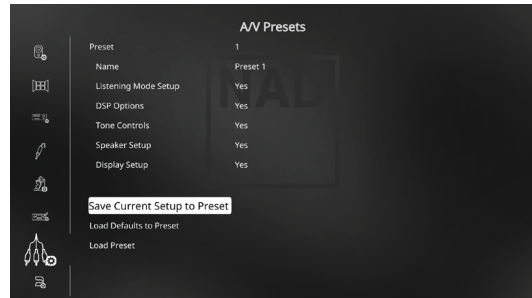 A/V Presets
Preset 1
Name Preset 1
Listening Mode Setup Yes
DSP Options Yes
Tone Controls Yes
Speaker Setup Yes
Display Setup Yes
Save Current Setup to Preset
Load Defaults to Preset
Load Preset
NAD